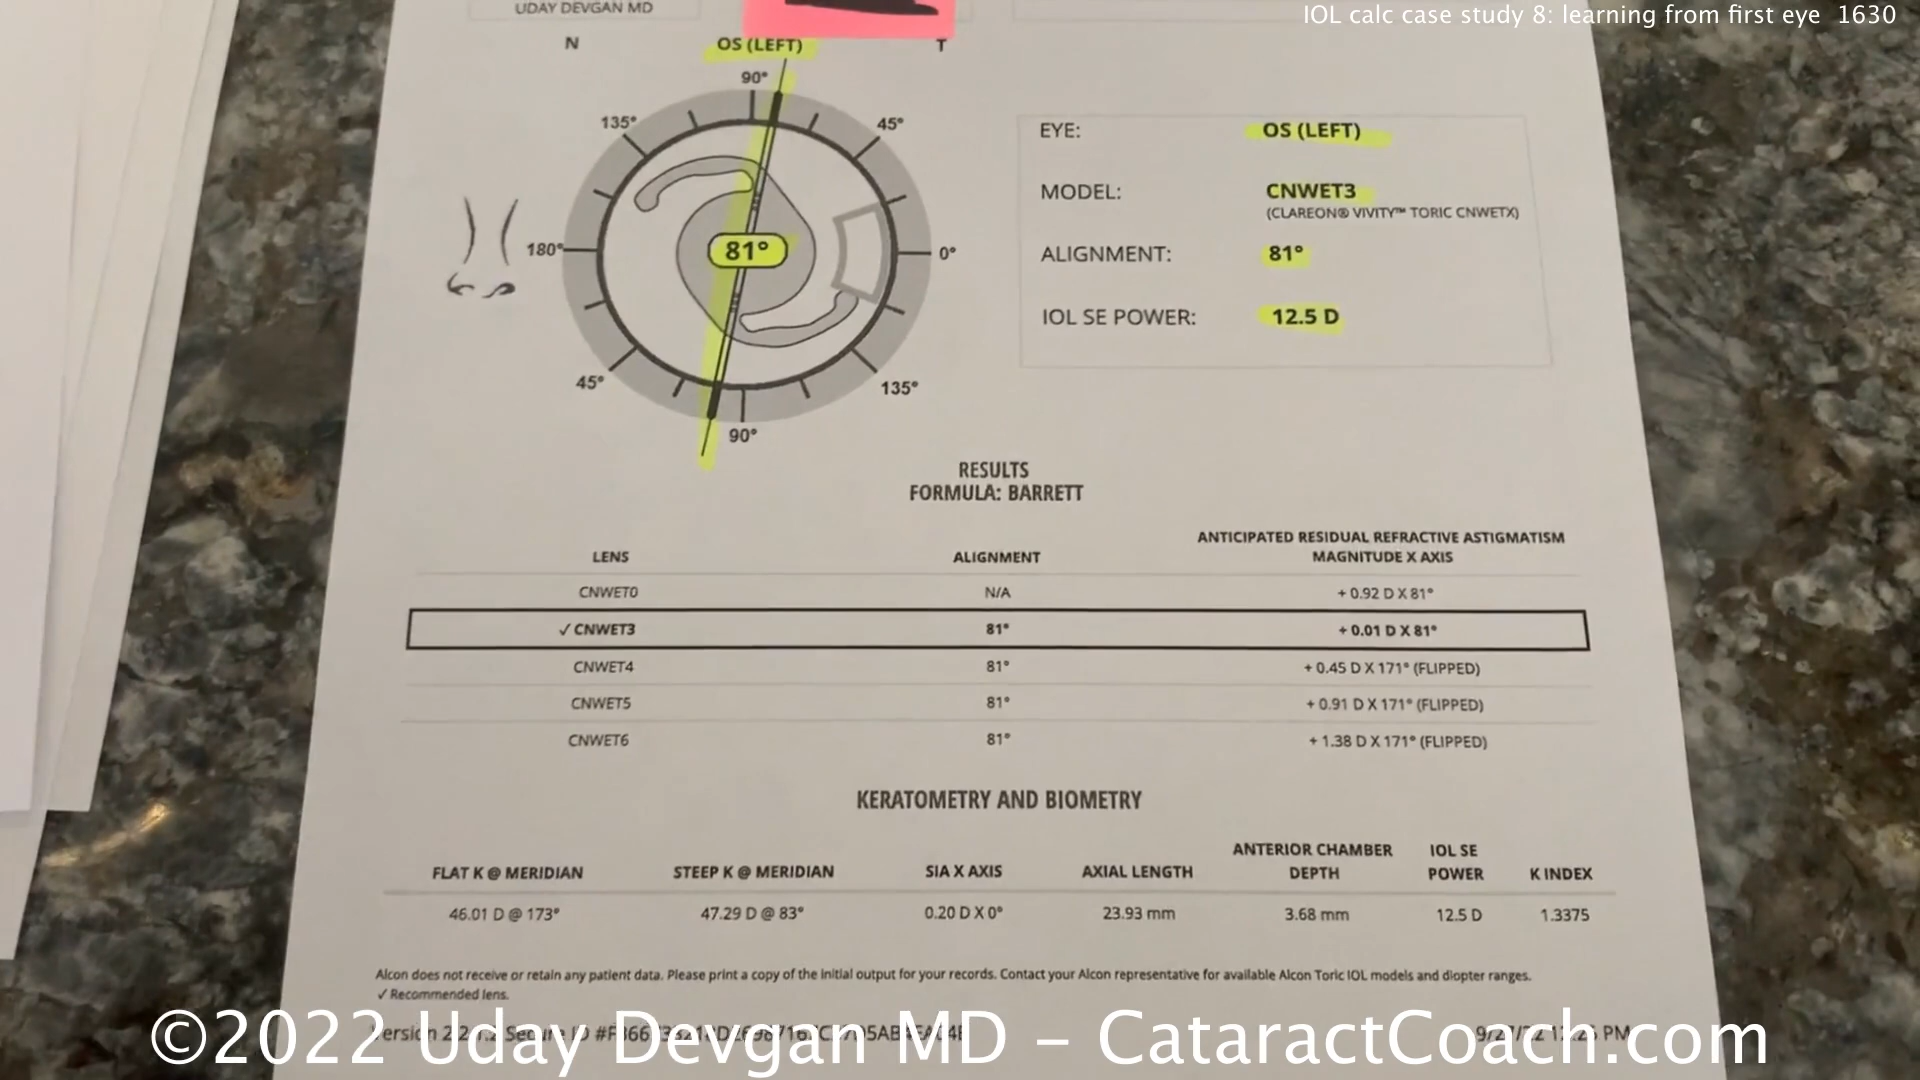 IOL calc case study 8: learning from first eye 1630
UDAY DEVGAN MD
N
OS (LEFT)
T
90°
135°
45°
180°
81°
0°
45°
135°
90°
EYE: OS (LEFT)
MODEL: CNWET3
(CLAREON® VIVITY™ TORIC CNWETX)
ALIGNMENT: 81°
IOL SE POWER: 12.5 D
RESULTS
FORMULA: BARRETT
LENS ALIGNMENT ANTICIPATED RESIDUAL REFRACTIVE ASTIGMATISM MAGNITUDE X AXIS
CNWET0 N/A + 0.92 D X 81°
✓ CNWET3 81° + 0.01 D X 81°
CNWET4 81° + 0.45 D X 171° (FLIPPED)
CNWET5 81° + 0.91 D X 171° (FLIPPED)
CNWET6 81° + 1.38 D X 171° (FLIPPED)
KERATOMETRY AND BIOMETRY
FLAT K @ MERIDIAN STEEP K @ MERIDIAN SIA X AXIS AXIAL LENGTH ANTERIOR CHAMBER DEPTH IOL SE POWER K INDEX
46.01 D @ 173° 47.29 D @ 83° 0.20 D X 0° 23.93 mm 3.68 mm 12.5 D 1.3375
Alcon does not receive or retain any patient data. Please print a copy of the initial output for your records. Contact your Alcon representative for available Alcon Toric IOL models and diopter ranges.
✓ Recommended lens.
©2022 Uday Devgan MD – CataractCoach.com